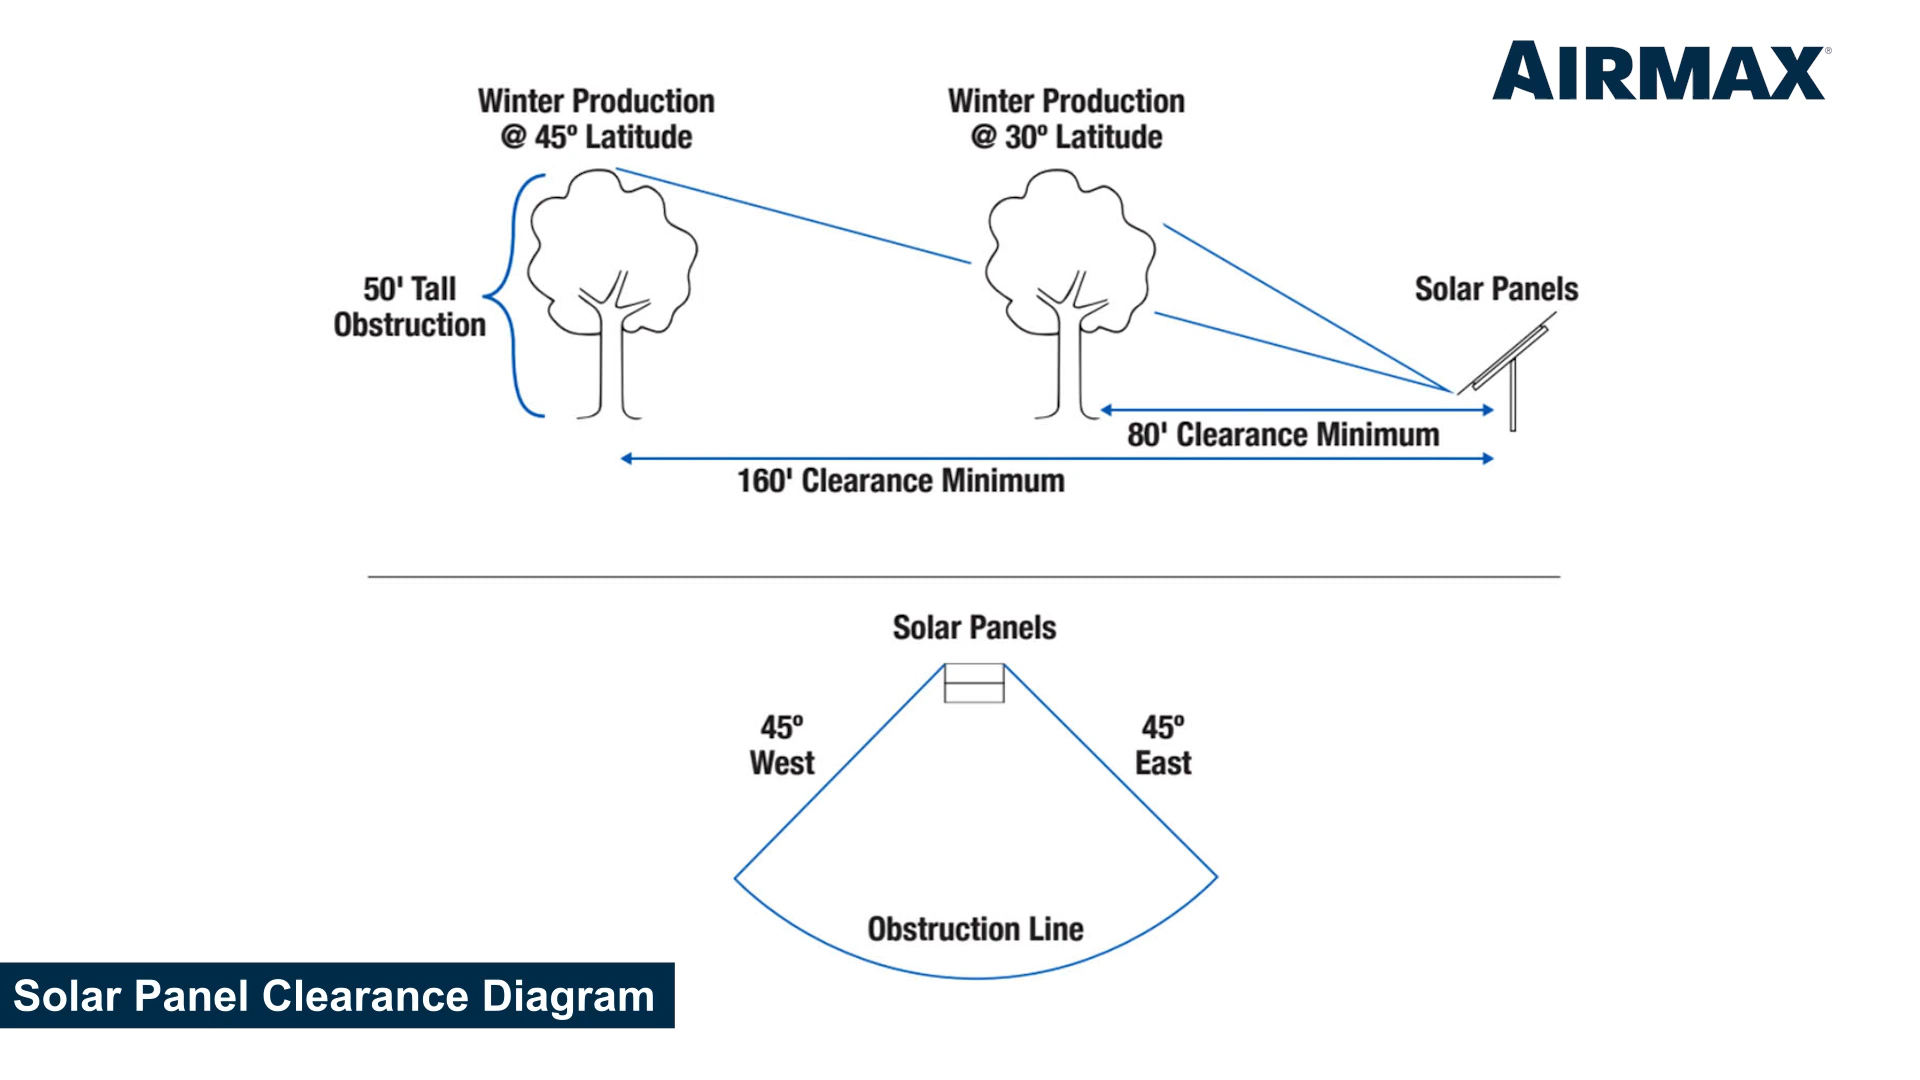 AIRMAX®
Winter Production
@ 45º Latitude
Winter Production
@ 30º Latitude
50' Tall
Obstruction
Solar Panels
80' Clearance Minimum
160' Clearance Minimum
Solar Panels
45º
West
45º
East
Obstruction Line
Solar Panel Clearance Diagram